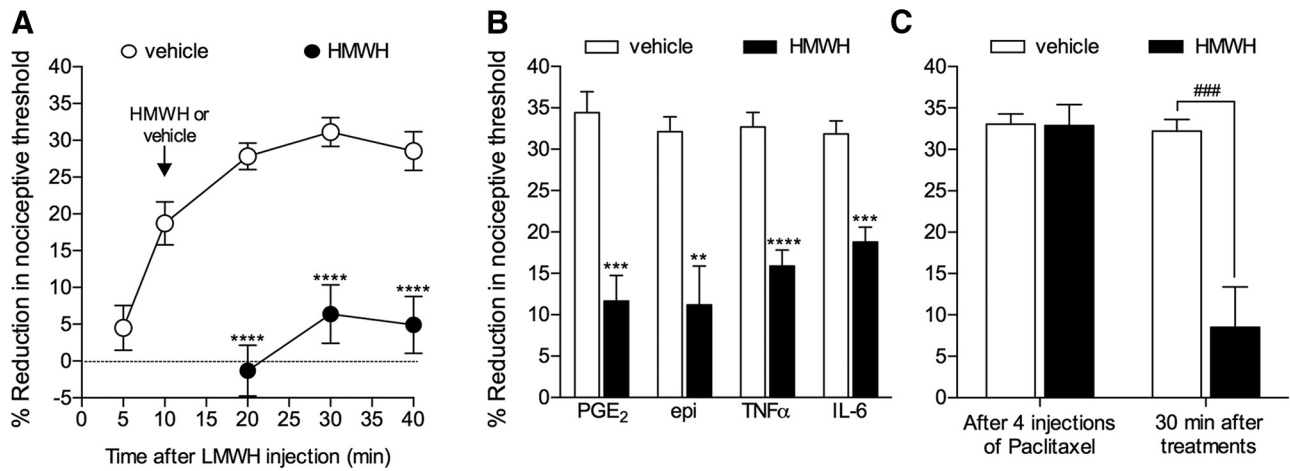 A
vehicle
HMWH
% Reduction in nociceptive threshold
40
35
30
25
20
15
10
5
0
-5
HMWH or
vehicle
****
****
****
0 5 10 15 20 25 30 35 40
Time after LMWH injection (min)
B
vehicle
HMWH
% Reduction in nociceptive threshold
40
35
30
25
20
15
10
5
0
***
**
****
***
PGE2
epi
TNFα
IL-6
C
vehicle
HMWH
40
35
30
25
20
15
10
5
0
###
After 4 injections
of Paclitaxel
30 min after
treatments